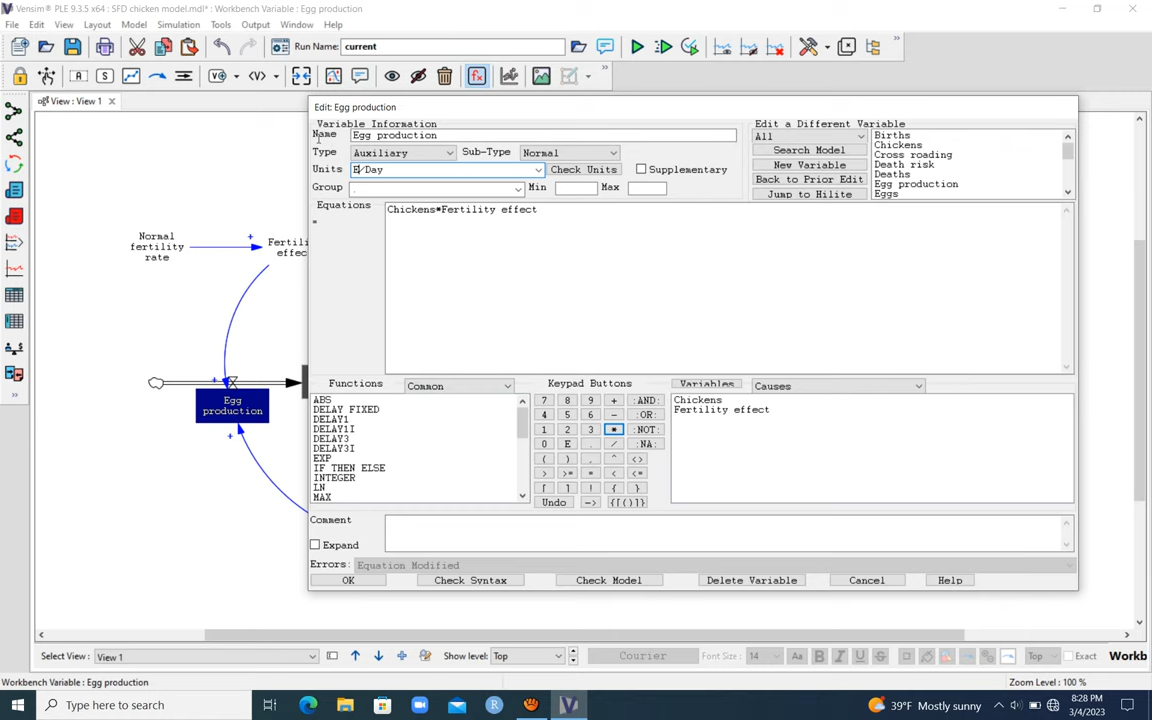 Vensim® PLE 9.3.5 x64 : SFD chicken model.mdl* : Workbench Variable : Egg production
File Edit View Layout Model Simulation Tools Output Window Help
Run Name: current
View : View 1
Edit: Egg production
Variable Information
Name Egg production
Type Auxiliary Sub-Type Normal
Units E/Day Check Units Supplementary
Group . Min Max
Edit a Different Variable
All
Search Model
New Variable
Back to Prior Edit
Jump to Hilite
Births
Chickens
Cross roading
Death risk
Deaths
Egg production
Eggs
Equations
=
Chickens*Fertility effect
Normal
fertility
rate
+
Fertili
effec
+
Egg
production
+
Functions Common
ABS
DELAY FIXED
DELAY1
DELAY1I
DELAY3
DELAY3I
EXP
IF THEN ELSE
INTEGER
LN
MAX
Keypad Buttons
7 8 9 + :AND:
4 5 6 - :OR:
1 2 3 * :NOT:
0 E . / :NA:
( ) , ^ <>
> >= = < <=
[ ] ! { }
Undo -> {[()]}
Variables Causes
Chickens
Fertility effect
Comment
Expand
Errors: Equation Modified
OK Check Syntax Check Model Delete Variable Cancel Help
Select View: View 1 Show level: Top Courier Font Size: 14 Aa B I U S Top Exact Workb
Workbench Variable : Egg production Zoom Level: 100 %
Type here to search
39°F Mostly sunny
8:28 PM
3/4/2023